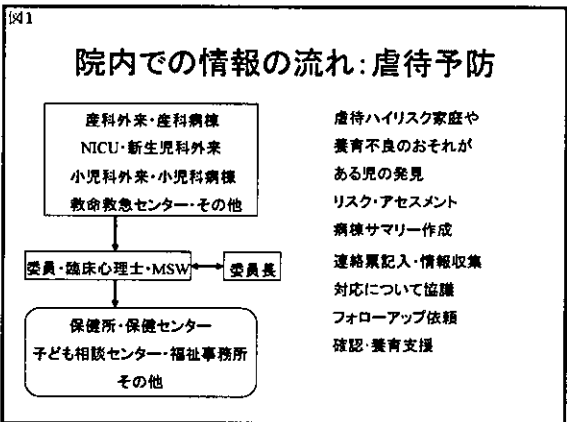 図1
院内での情報の流れ：虐待予防
産科外来・産科病棟
NICU・新生児科外来
小児科外来・小児科病棟
救命救急センター・その他
委員・臨床心理士・MSW
委員長
保健所・保健センター
子ども相談センター・福祉事務所
その他
虐待ハイリスク家庭や
養育不良のおそれが
ある児の発見
リスク・アセスメント
病棟サマリー作成
連絡票記入・情報収集
対応について協議
フォローアップ依頼
確認・養育支援